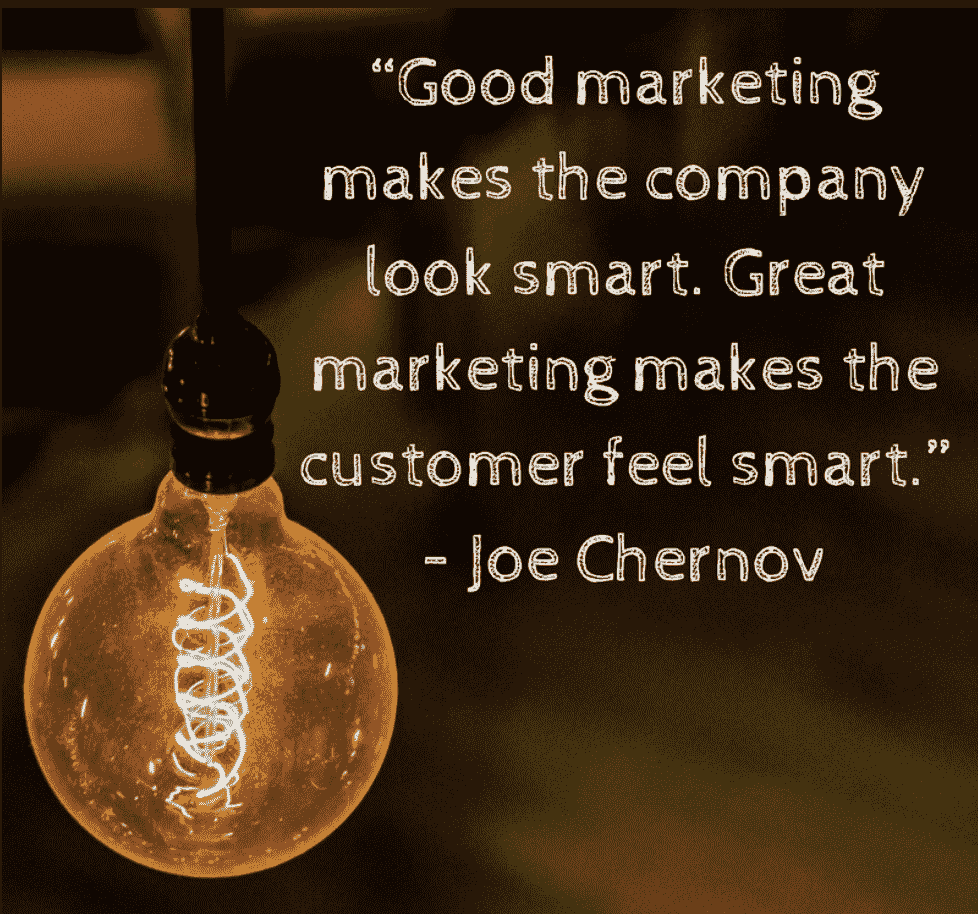 “Good marketing
makes the company
look smart. Great
marketing makes the
customer feel smart.”
- Joe Chernov